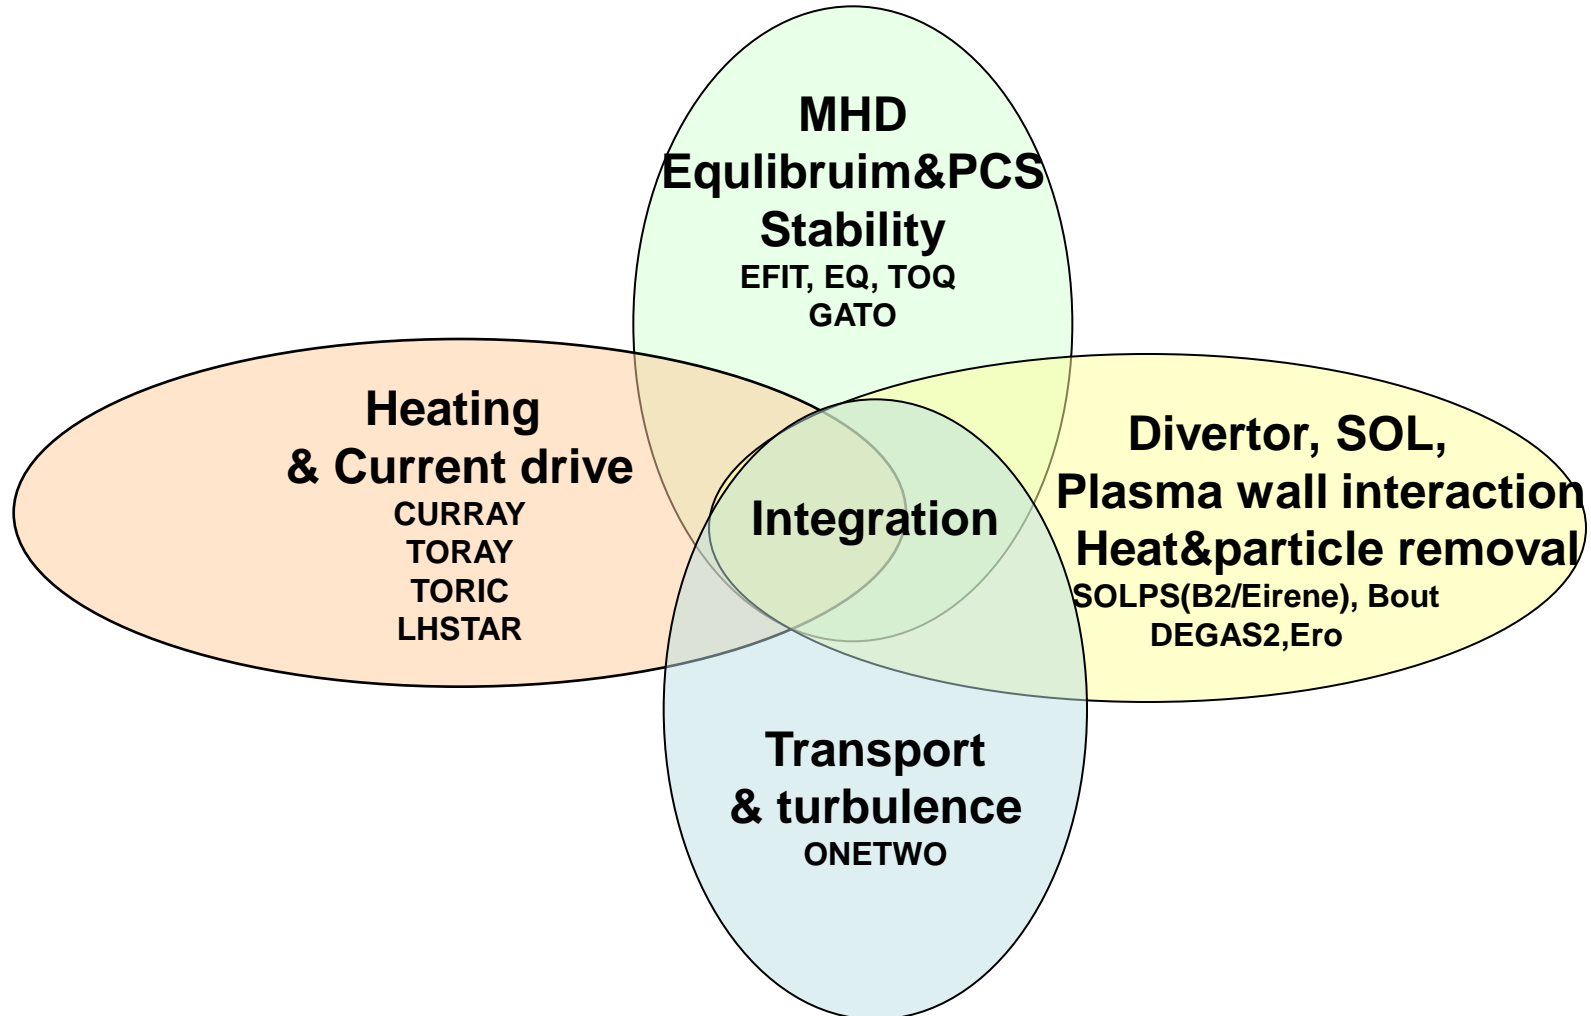 MHD
Equlibruim&PCS
Stability
EFIT, EQ, TOQ
GATO
Heating
& Current drive
CURRAY
TORAY
TORIC
LHSTAR
Integration
Divertor, SOL,
Plasma wall interaction
Heat&particle removal
SOLPS(B2/Eirene), Bout
DEGAS2,Ero
Transport
& turbulence
ONETWO